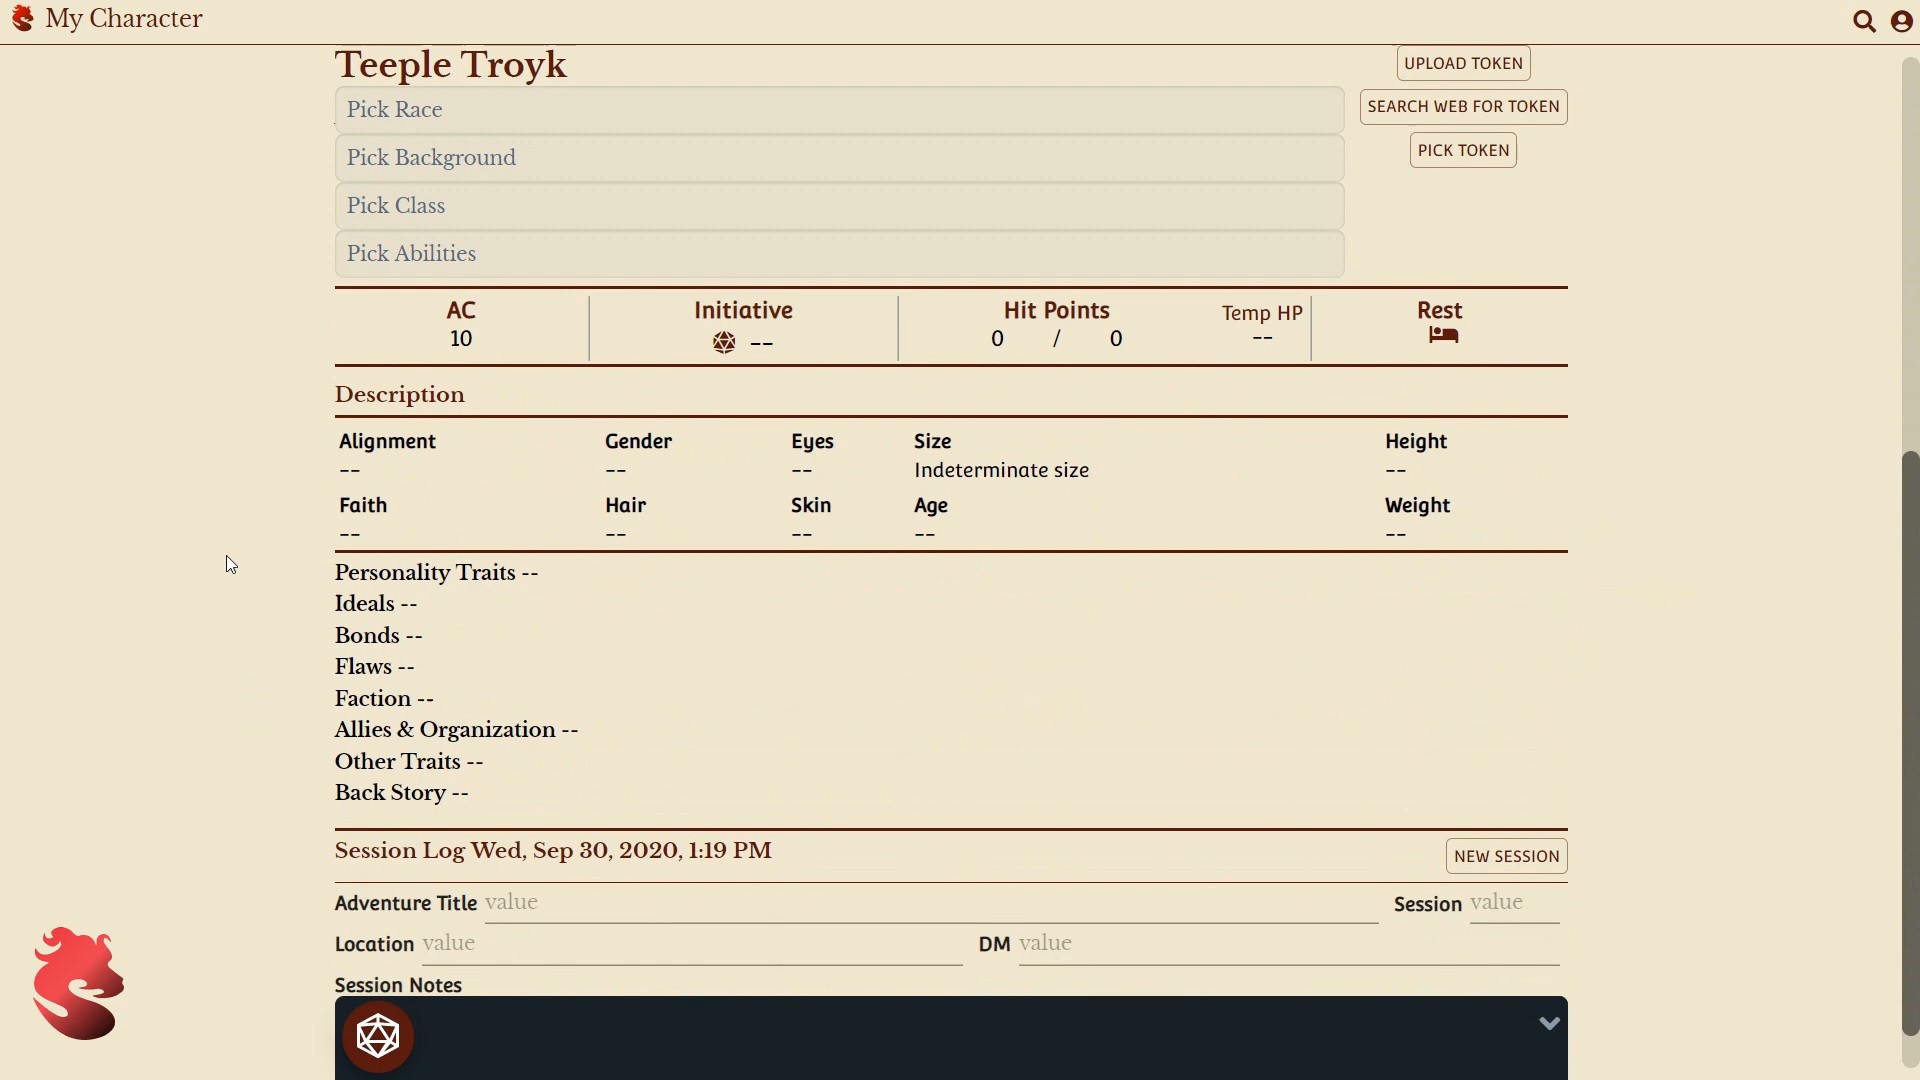 My Character
Teeple Troyk
UPLOAD TOKEN
Pick Race
SEARCH WEB FOR TOKEN
Pick Background
PICK TOKEN
Pick Class
Pick Abilities
AC Initiative Hit Points Temp HP Rest
10 -- 0 / 0 --
Description
Alignment Gender Eyes Size Height
-- -- -- Indeterminate size --
Faith Hair Skin Age Weight
-- -- -- -- --
Personality Traits --
Ideals --
Bonds --
Flaws --
Faction --
Allies & Organization --
Other Traits --
Back Story --
Session Log Wed, Sep 30, 2020, 1:19 PM NEW SESSION
Adventure Title value Session value
Location value DM value
Session Notes